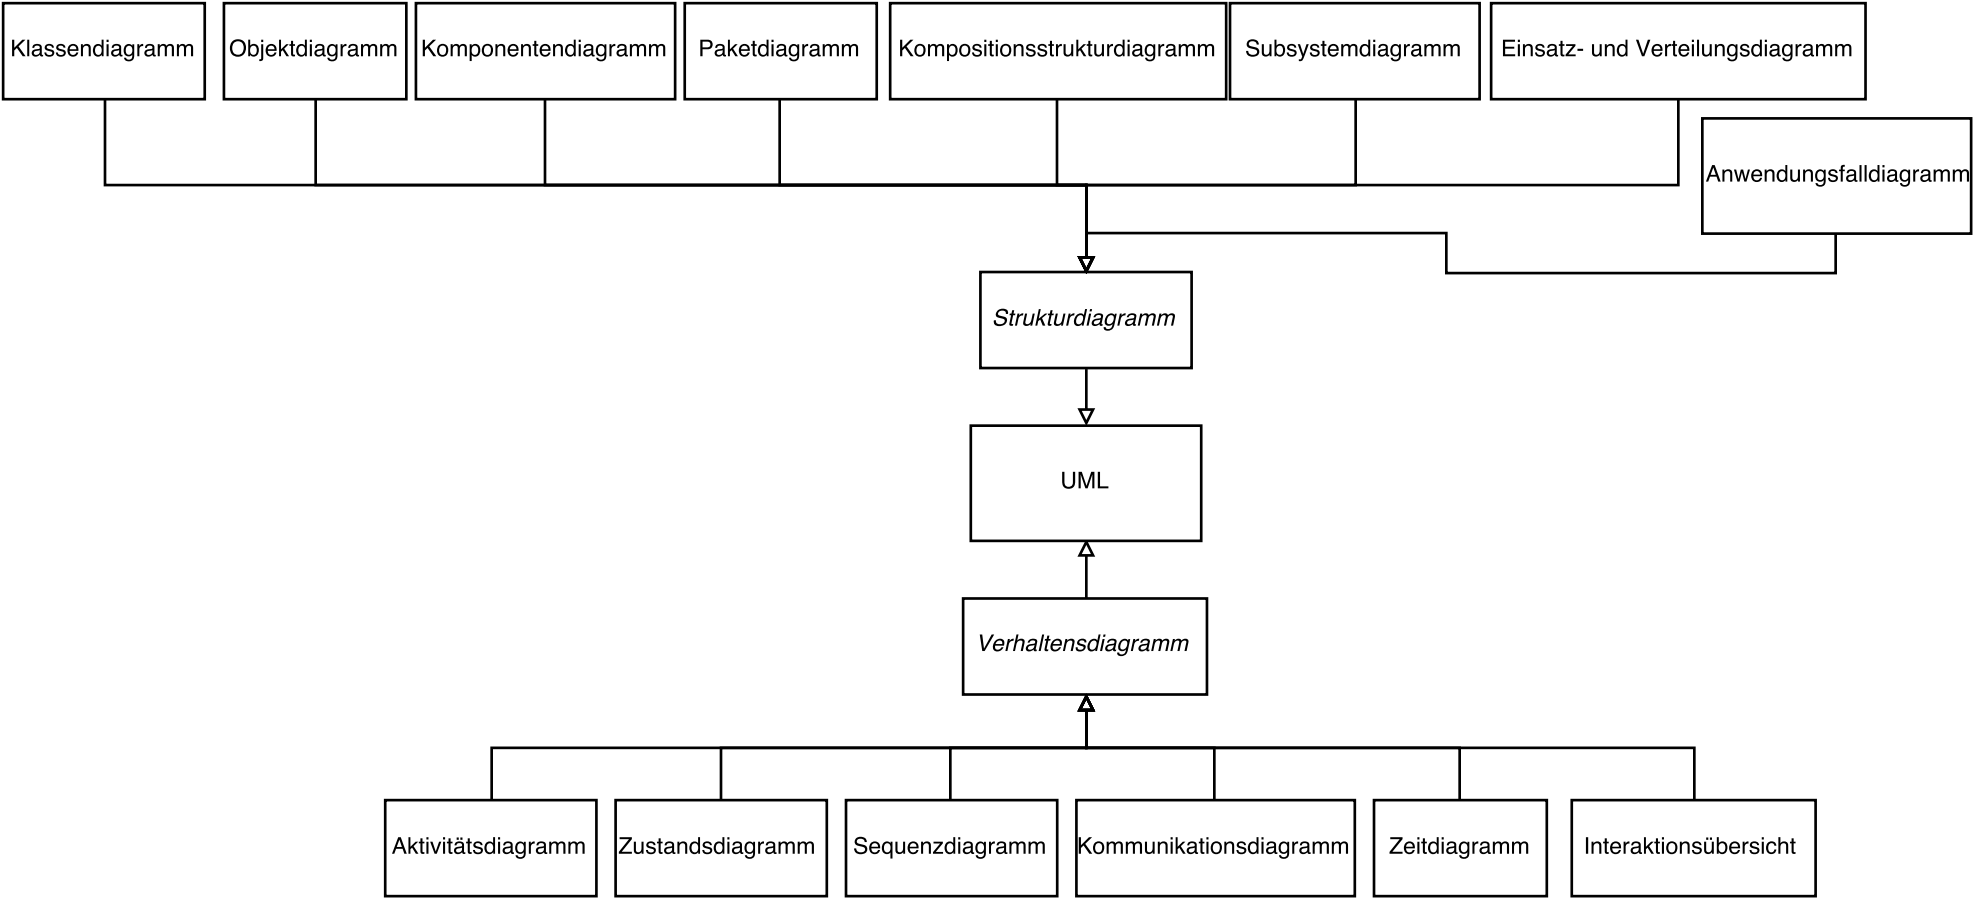 Klassendiagramm
Objektdiagramm
Komponentendiagramm
Paketdiagramm
Kompositionsstrukturdiagramm
Subsystemdiagramm
Einsatz- und Verteilungsdiagramm
Anwendungsfalldiagramm
Strukturdiagramm
UML
Verhaltensdiagramm
Aktivitätsdiagramm
Zustandsdiagramm
Sequenzdiagramm
Kommunikationsdiagramm
Zeitdiagramm
Interaktionsübersicht